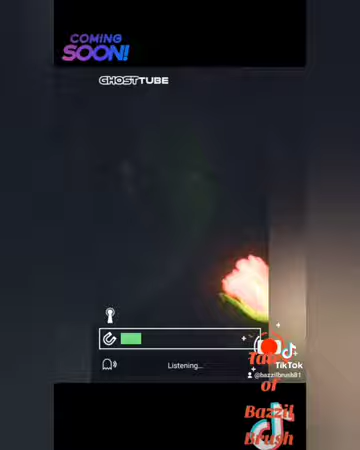 COMING
SOON!
GHOSTTUBE
Listening...
TikTok
@bazzilbrush81
of
Bazzil
Brush